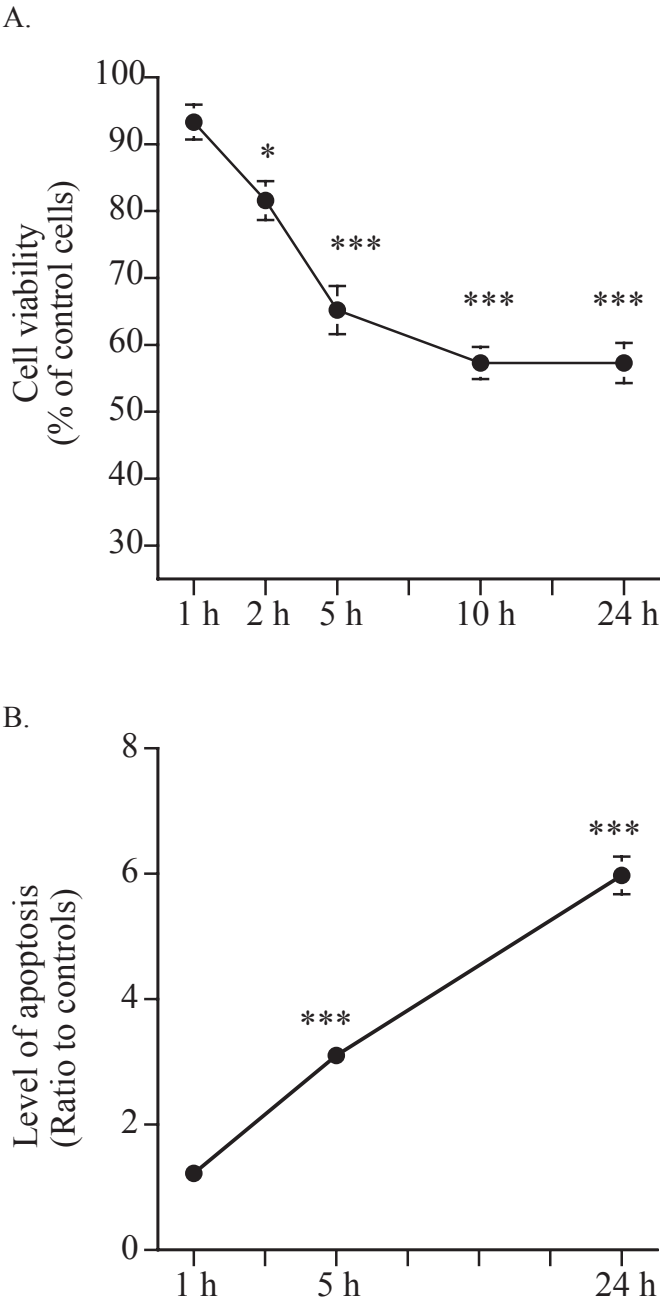 A.
100
90
80
70
60
50
40
30
Cell viability
(% of control cells)
*
***
***
***
1 h 2 h 5 h 10 h 24 h
B.
8
6
4
2
0
Level of apoptosis
(Ratio to controls)
***
***
1 h 5 h 24 h